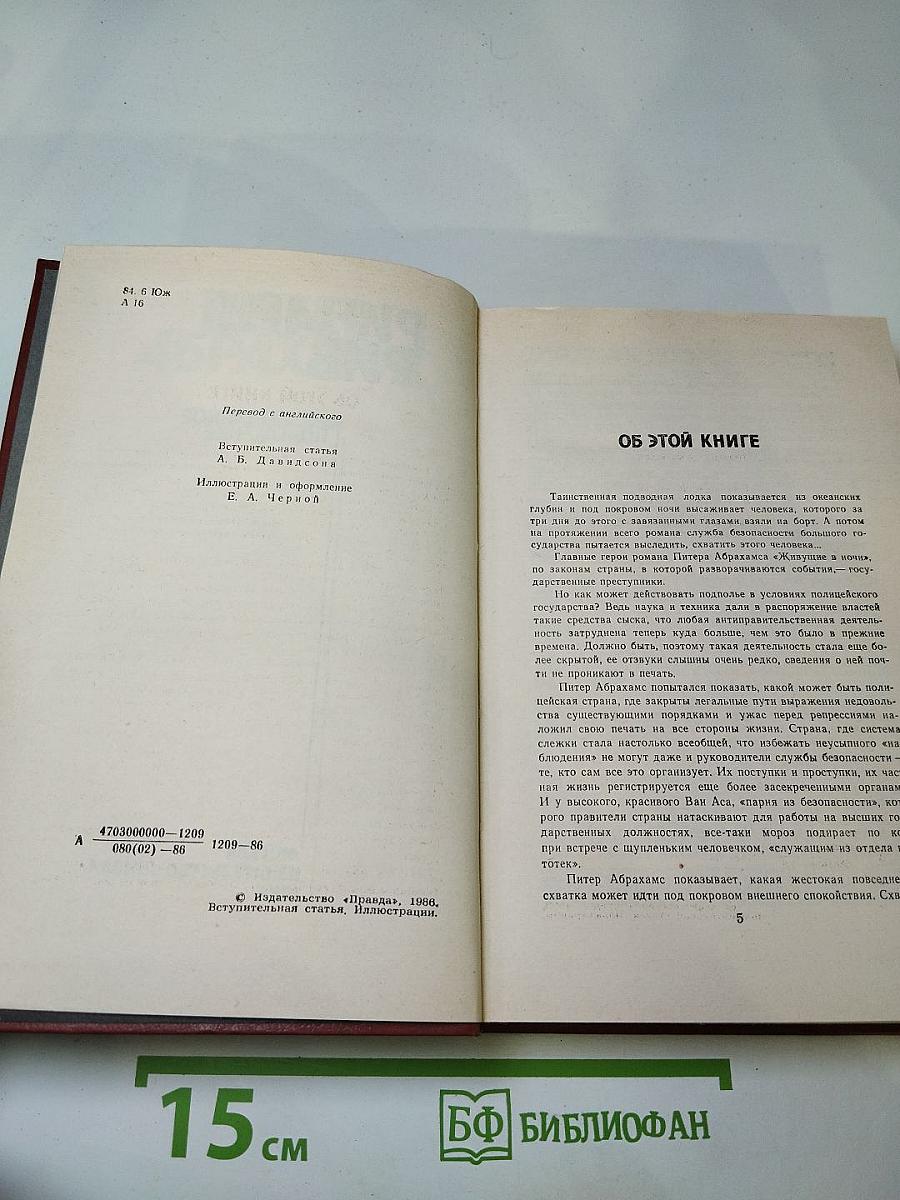 84. 6 Юж
А 16
Перевод с английского
Вступительная статья
А. Б. Давидсона
Иллюстрации и оформление
Е. А. Черной
А 4703000000—1209
080(02) —86 1209—86
© Издательство «Правда», 1986.
Вступительная статья. Иллюстрации.
ОБ ЭТОЙ КНИГЕ
Таинственная подводная лодка показывается из океанских
глубин и под покровом ночи высаживает человека, которого за
три дня до этого с завязанными глазами взяли на борт. А потом
на протяжении всего романа служба безопасности большого го-
сударства пытается выследить, схватить этого человека...
Главные герои романа Питера Абрахамса «Живущие в ночи»,
по законам страны, в которой разворачиваются события,— госу-
дарственные преступники.
Но как может действовать подполье в условиях полицейского
государства? Ведь наука и техника дали в распоряжение властей
такие средства сыска, что любая антиправительственная деятель-
ность затруднена теперь куда больше, чем это было в прежние
времена. Должно быть, поэтому такая деятельность стала еще бо-
лее скрытой, ее отзвуки слышны очень редко, сведения о ней поч-
ти не проникают в печать.
Питер Абрахамс попытался показать, какой может быть поли-
цейская страна, где закрыты легальные пути выражения недоволь-
ства существующими порядками и ужас перед репрессиями на-
ложил свою печать на все стороны жизни. Страна, где система
слежки стала настолько всеобщей, что избежать неусыпного «на-
блюдения» не могут даже и руководители службы безопасности —
те, кто сам все это организует. Их поступки и проступки, их част
ная жизнь регистрируется еще более засекреченными органам
И у высокого, красивого Ван Аса, «парня из безопасности», кот
рого правители страны натаскивают для работы на высших го
дарственных должностях, все-таки мороз подирает по ко
при встрече с щупленьким человечком, «служащим из отдела
тотек».
Питер Абрахамс показывает, какая жестокая повседне
схватка может идти под покровом внешнего спокойствия. Схв
5
15 см
БФ БИБЛИОФАН